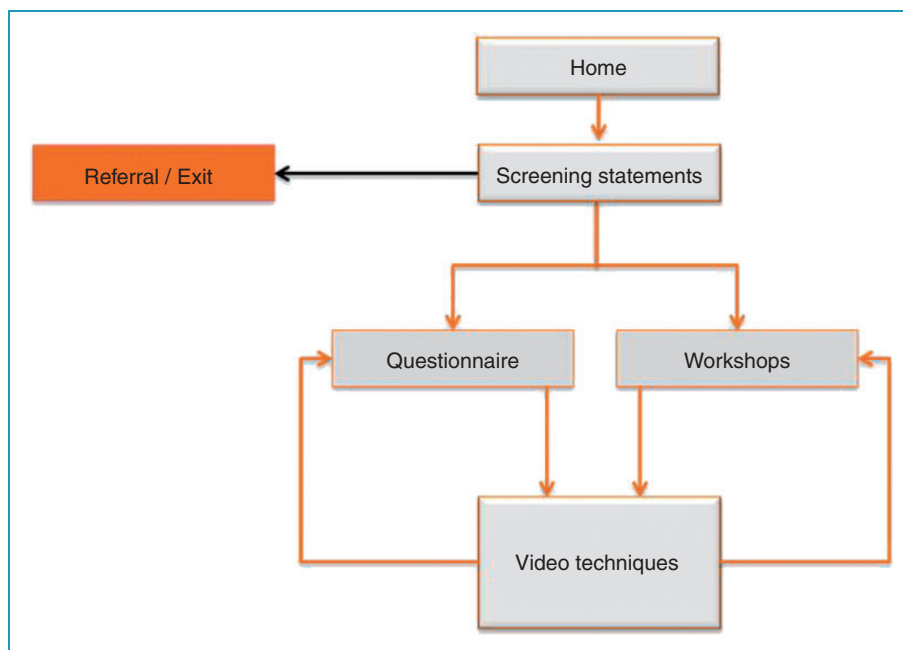 Home
Referral / Exit
Screening statements
Questionnaire
Workshops
Video techniques